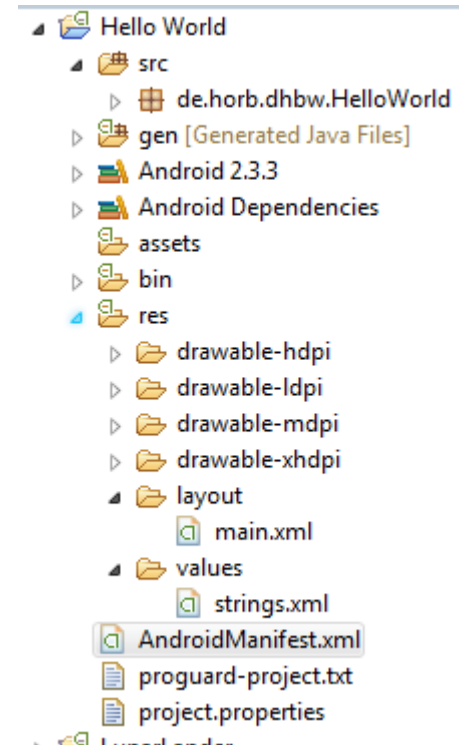 Hello World
src
de.horb.dhbw.HelloWorld
gen [Generated Java Files]
Android 2.3.3
Android Dependencies
assets
bin
res
drawable-hdpi
drawable-ldpi
drawable-mdpi
drawable-xhdpi
layout
main.xml
values
strings.xml
AndroidManifest.xml
proguard-project.txt
project.properties